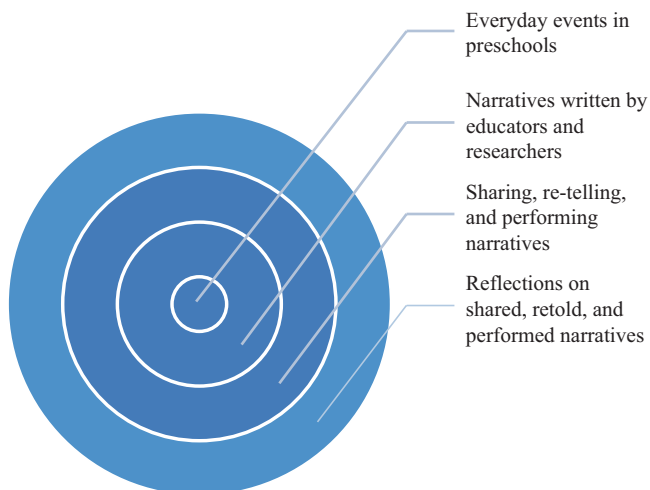 Everyday events in
preschools
Narratives written by
educators and
researchers
Sharing, re-telling,
and performing
narratives
Reflections on
shared, retold, and
performed narratives